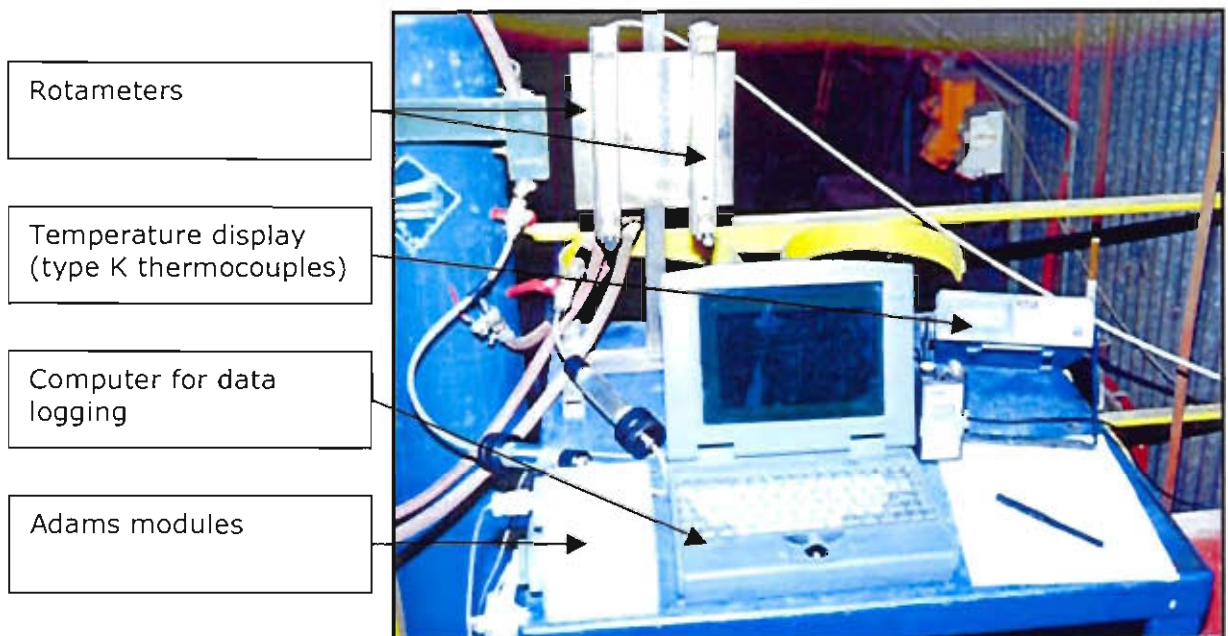 Rotameters
Temperature display
(type K thermocouples)
Computer for data
logging
Adams modules